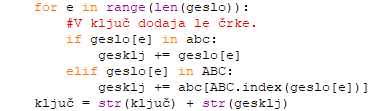 for e in range(len(geslo)):
#V ključ dodaja le črke.
if geslo[e] in abc:
gesklj += geslo[e]
elif geslo[e] in ABC:
gesklj += abc[ABC.index(geslo[e])]
ključ = str(ključ) + str(gesklj)